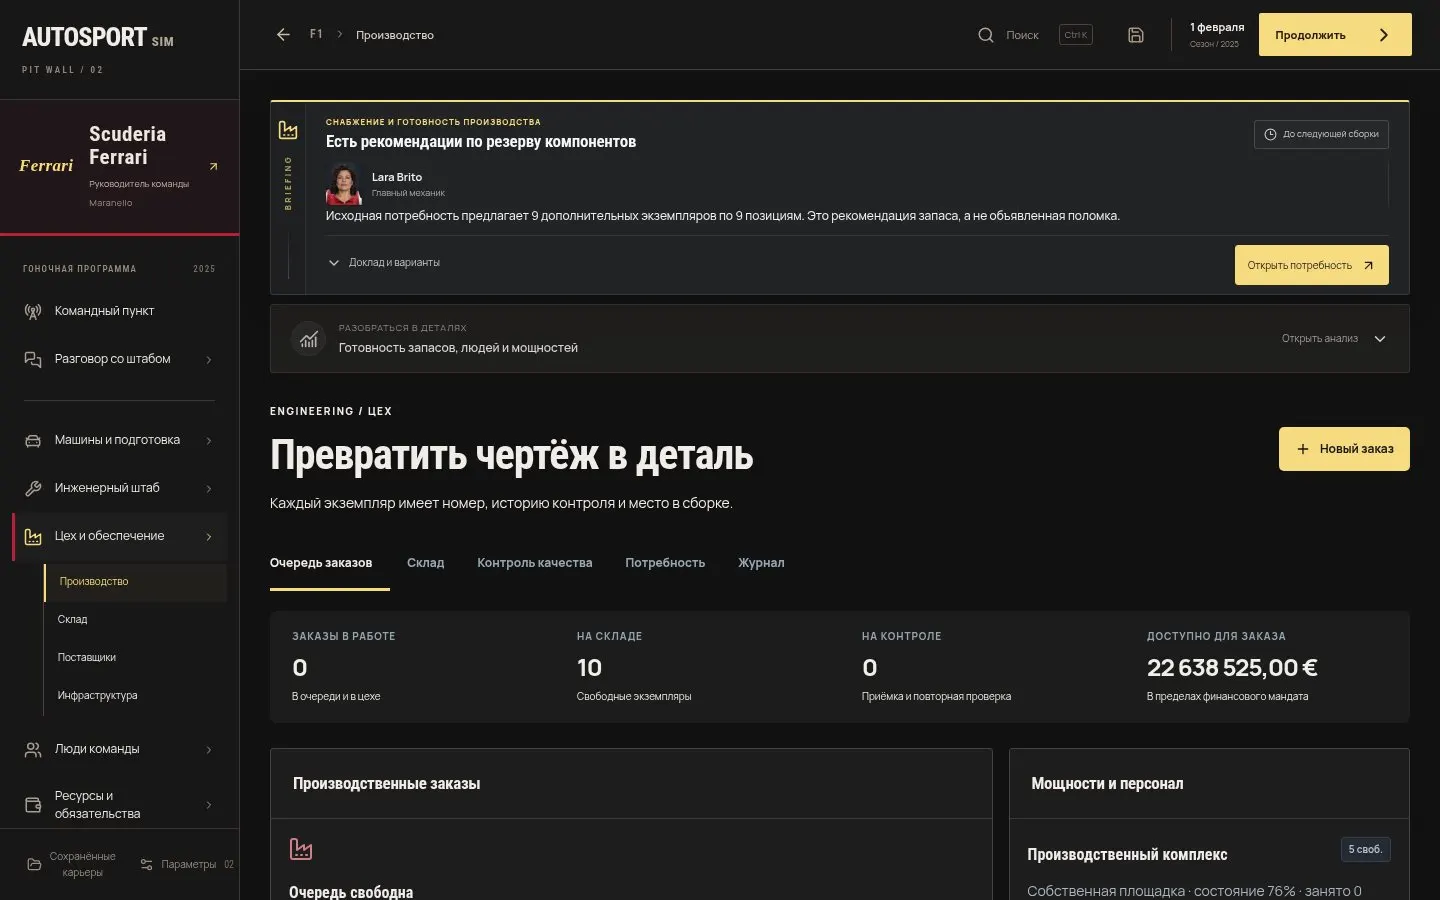 AUTOSPORT SIM
PIT WALL / 02
Ferrari
Scuderia
Ferrari
Руководитель команды
Maranello
ГОНОЧНАЯ ПРОГРАММА 2025
Командный пункт
Разговор со штабом
Машины и подготовка
Инженерный штаб
Цех и обеспечение
Производство
Склад
Поставщики
Инфраструктура
Люди команды
Ресурсы и
обязательства
Сохранённые
карьеры
Параметры 02
F1 > Производство
Поиск Ctrl K
1 февраля
Сезон / 2025
Продолжить
BRIEFING
СНАБЖЕНИЕ И ГОТОВНОСТЬ ПРОИЗВОДСТВА
Есть рекомендации по резерву компонентов
До следующей сборки
Lara Brito
Главный механик
Исходная потребность предлагает 9 дополнительных экземпляров по 9 позициям. Это рекомендация запаса, а не объявленная поломка.
Доклад и варианты
Открыть потребность
РАЗОБРАТЬСЯ В ДЕТАЛЯХ
Готовность запасов, людей и мощностей
Открыть анализ
ENGINEERING / ЦЕХ
Превратить чертёж в деталь
Новый заказ
Каждый экземпляр имеет номер, историю контроля и место в сборке.
Очередь заказов Склад Контроль качества Потребность Журнал
ЗАКАЗЫ В РАБОТЕ
0
В очереди и в цехе
НА СКЛАДЕ
10
Свободные экземпляры
НА КОНТРОЛЕ
0
Приёмка и повторная проверка
ДОСТУПНО ДЛЯ ЗАКАЗА
22 638 525,00 €
В пределах финансового мандата
Производственные заказы
Очередь свободна
Мощности и персонал
Производственный комплекс
5 своб.
Собственная площадка · состояние 76% · занято 0